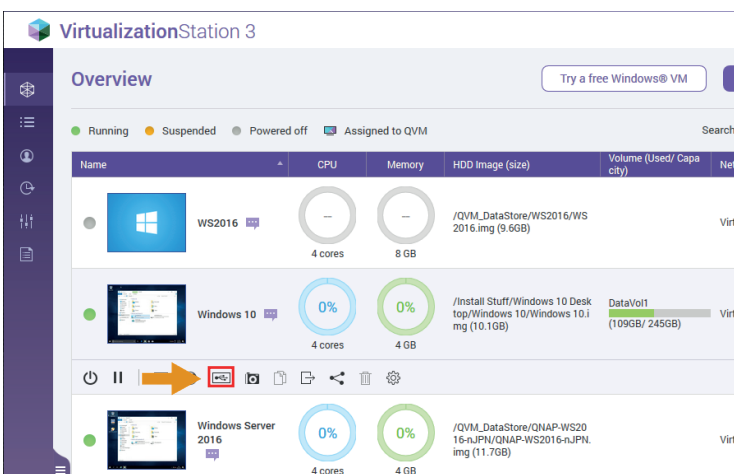 VirtualizationStation 3
Overview
Try a free Windows® VM
Running Suspended Powered off Assigned to QVM
Search
Name CPU Memory HDD Image (size) Volume (Used/ Capa
city) Net
WS2016 -- -- /QVM_DataStore/WS2016/WS
2016.img (9.6GB) Virt
4 cores 8 GB
Windows 10 0% 0% /Install Stuff/Windows 10 Desk
top/Windows 10/Windows 10.i
mg (10.1GB) DataVol1
(109GB/ 245GB) Virt
4 cores 4 GB
Windows Server
2016 0% 0% /QVM_DataStore/QNAP-WS20
16-nJPN/QNAP-WS2016-nJPN.
img (11.7GB) Virt
4 cores 4 GB